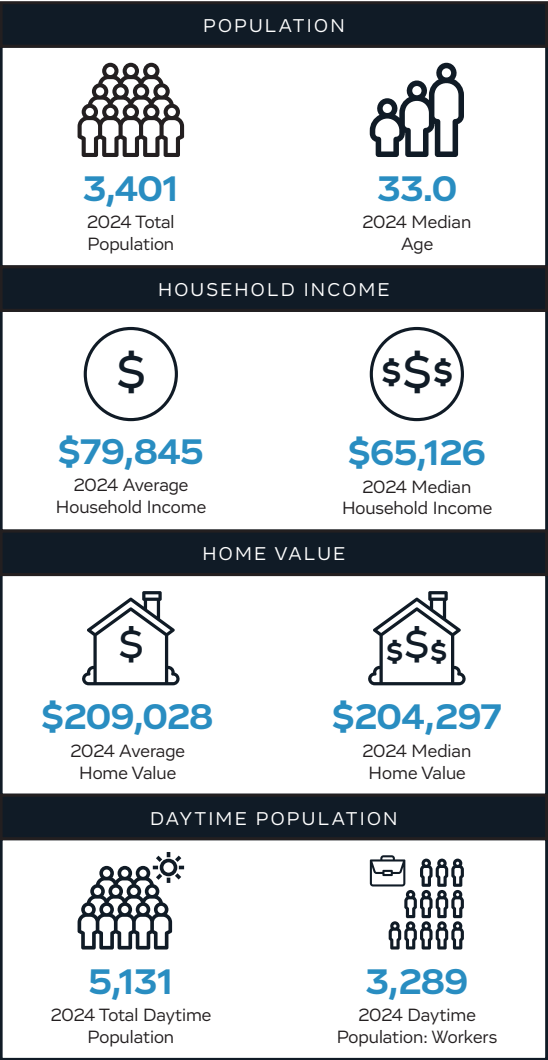 POPULATION
3,401
2024 Total
Population
33.0
2024 Median
Age
HOUSEHOLD INCOME
$
$79,845
2024 Average
Household Income
$$$
$65,126
2024 Median
Household Income
HOME VALUE
$
$209,028
2024 Average
Home Value
$$$
$204,297
2024 Median
Home Value
DAYTIME POPULATION
5,131
2024 Total Daytime
Population
3,289
2024 Daytime
Population: Workers